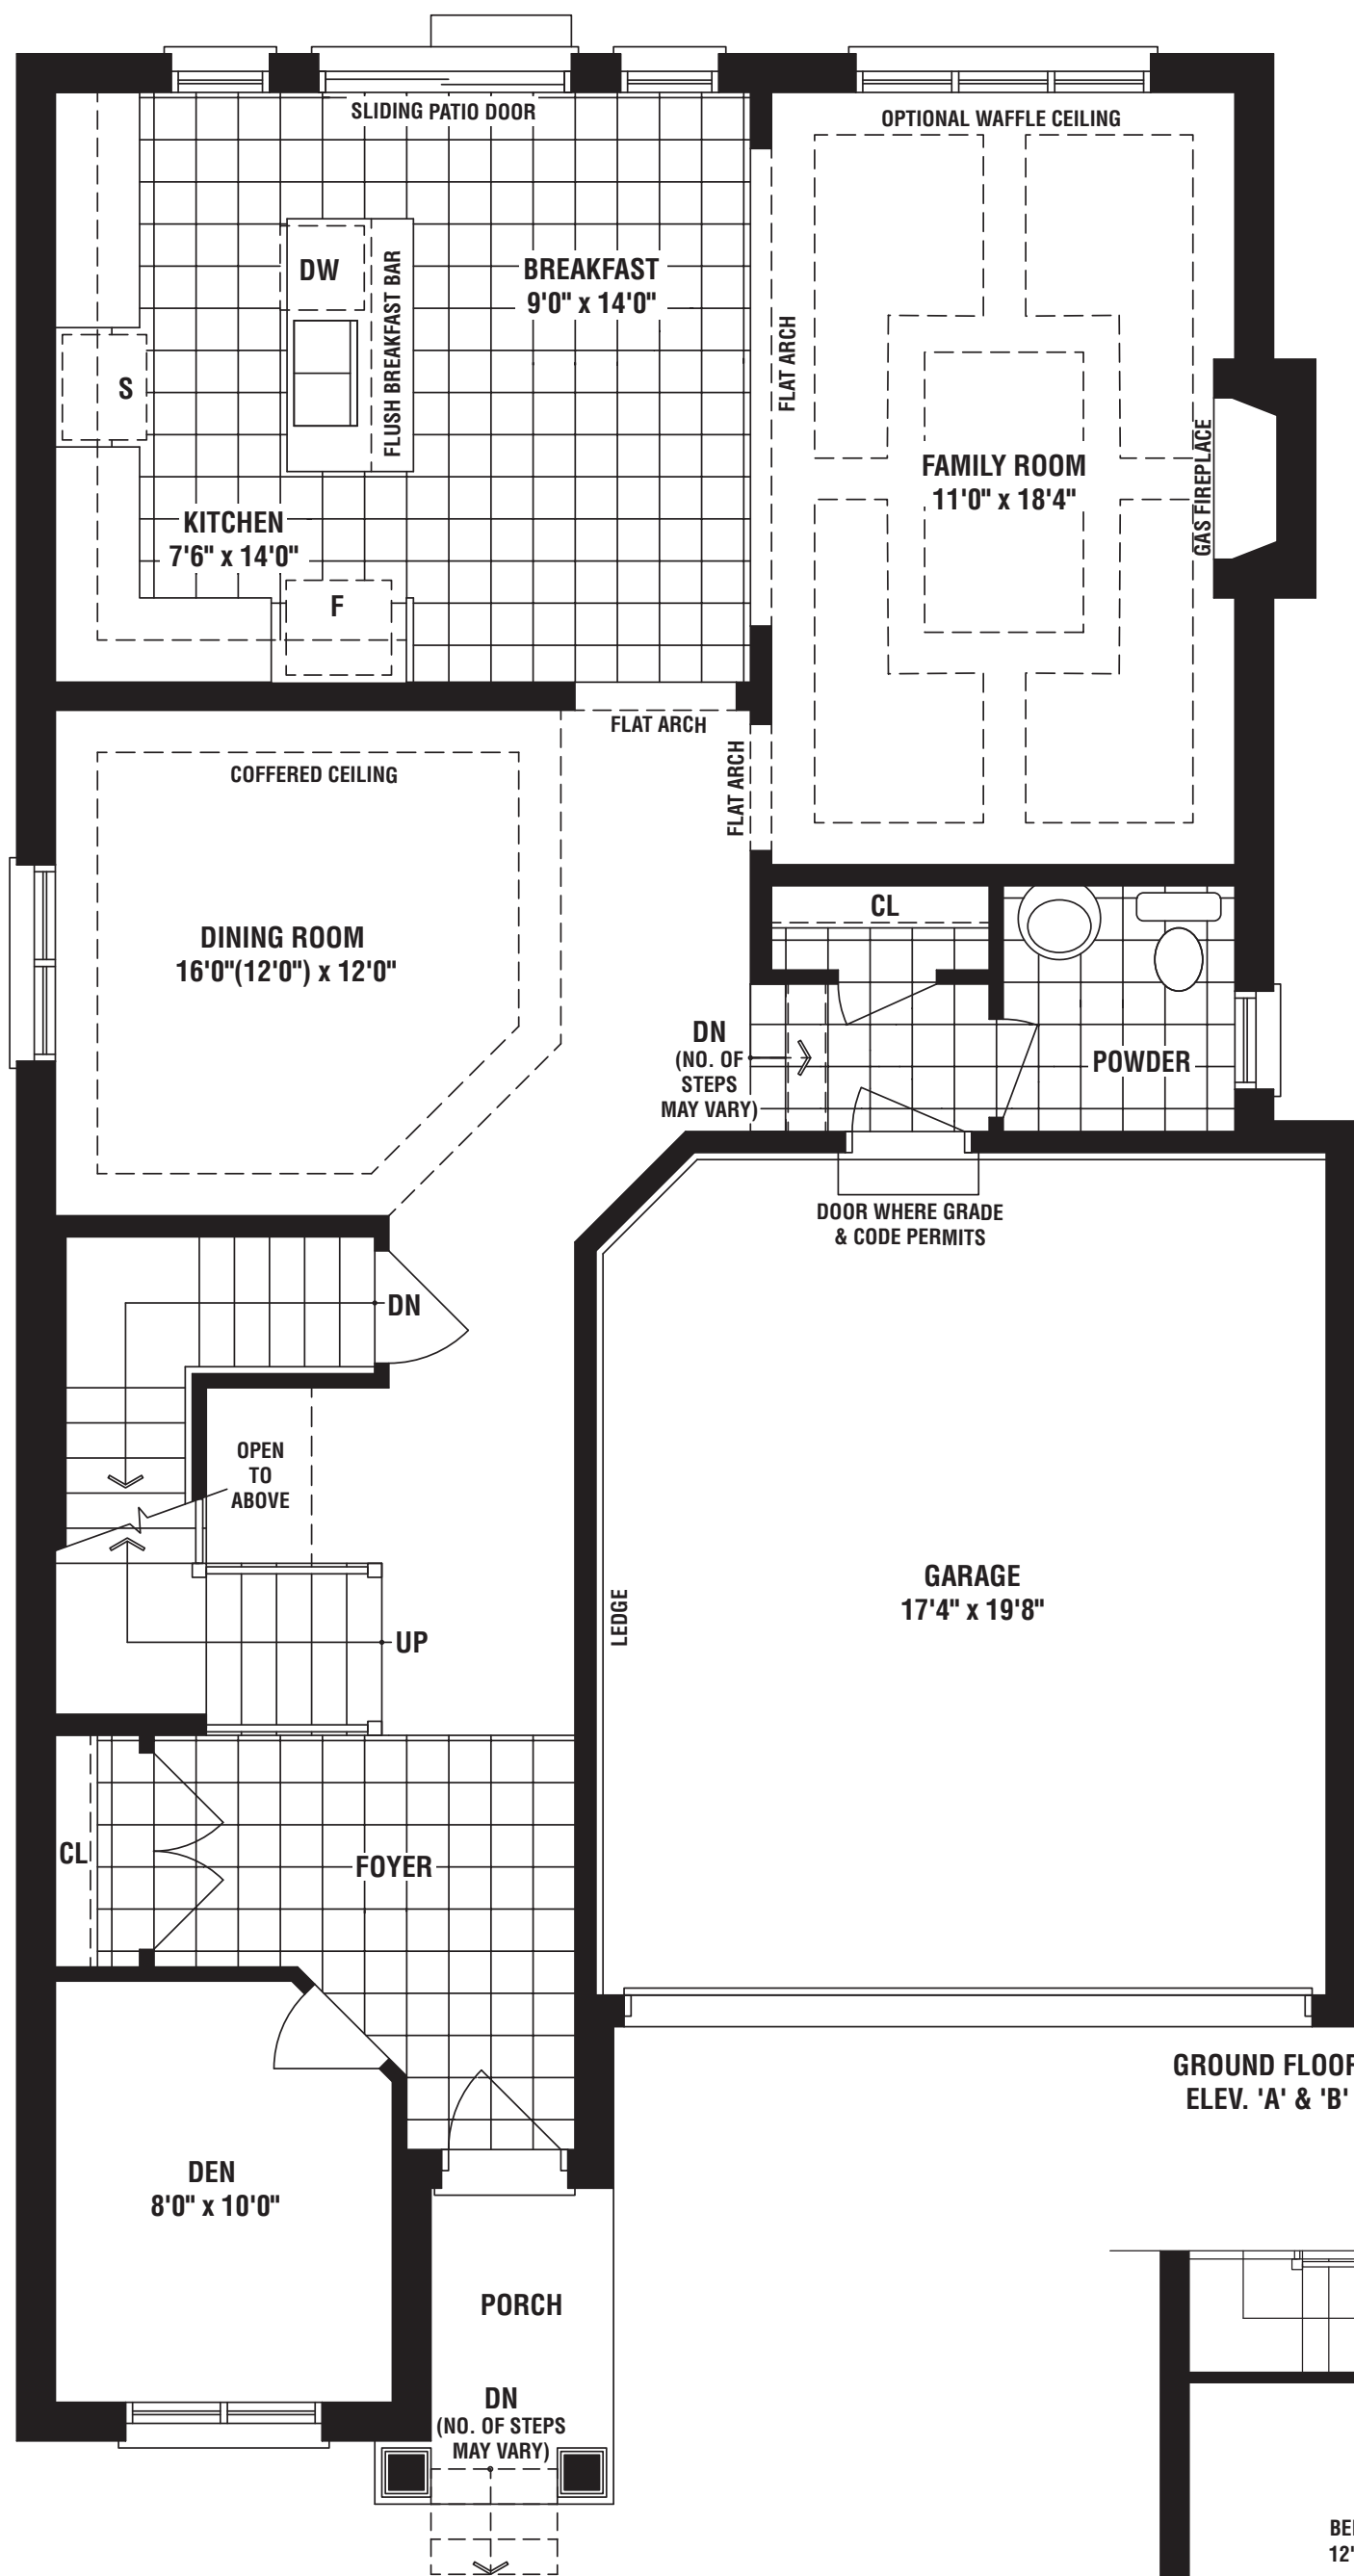 SLIDING PATIO DOOR
OPTIONAL WAFFLE CEILING
DW
FLUSH BREAKFAST BAR
BREAKFAST
9'0" x 14'0"
FLAT ARCH
S
FAMILY ROOM
11'0" x 18'4"
GAS FIREPLACE
KITCHEN
7'6" x 14'0"
F
FLAT ARCH
FLAT ARCH
COFFERED CEILING
CL
DINING ROOM
16'0"(12'0") x 12'0"
DN
(NO. OF
STEPS
MAY VARY)
POWDER
DOOR WHERE GRADE
& CODE PERMITS
DN
OPEN
TO
ABOVE
GARAGE
17'4" x 19'8"
LEDGE
UP
CL
FOYER
GROUND FLOOR
ELEV. 'A' & 'B'
DEN
8'0" x 10'0"
PORCH
DN
(NO. OF STEPS
MAY VARY)